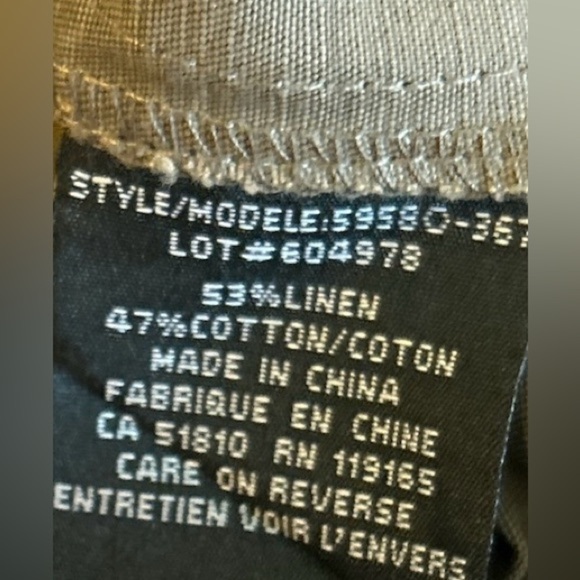 STYLE/MODELE:59580-367
LOT#604978
53%LINEN
47%COTTON/COTON
MADE IN CHINA
FABRIQUE EN CHINE
CA 51810 RN 119165
CARE ON REVERSE
ENTRETIEN VOIR L'ENVERS